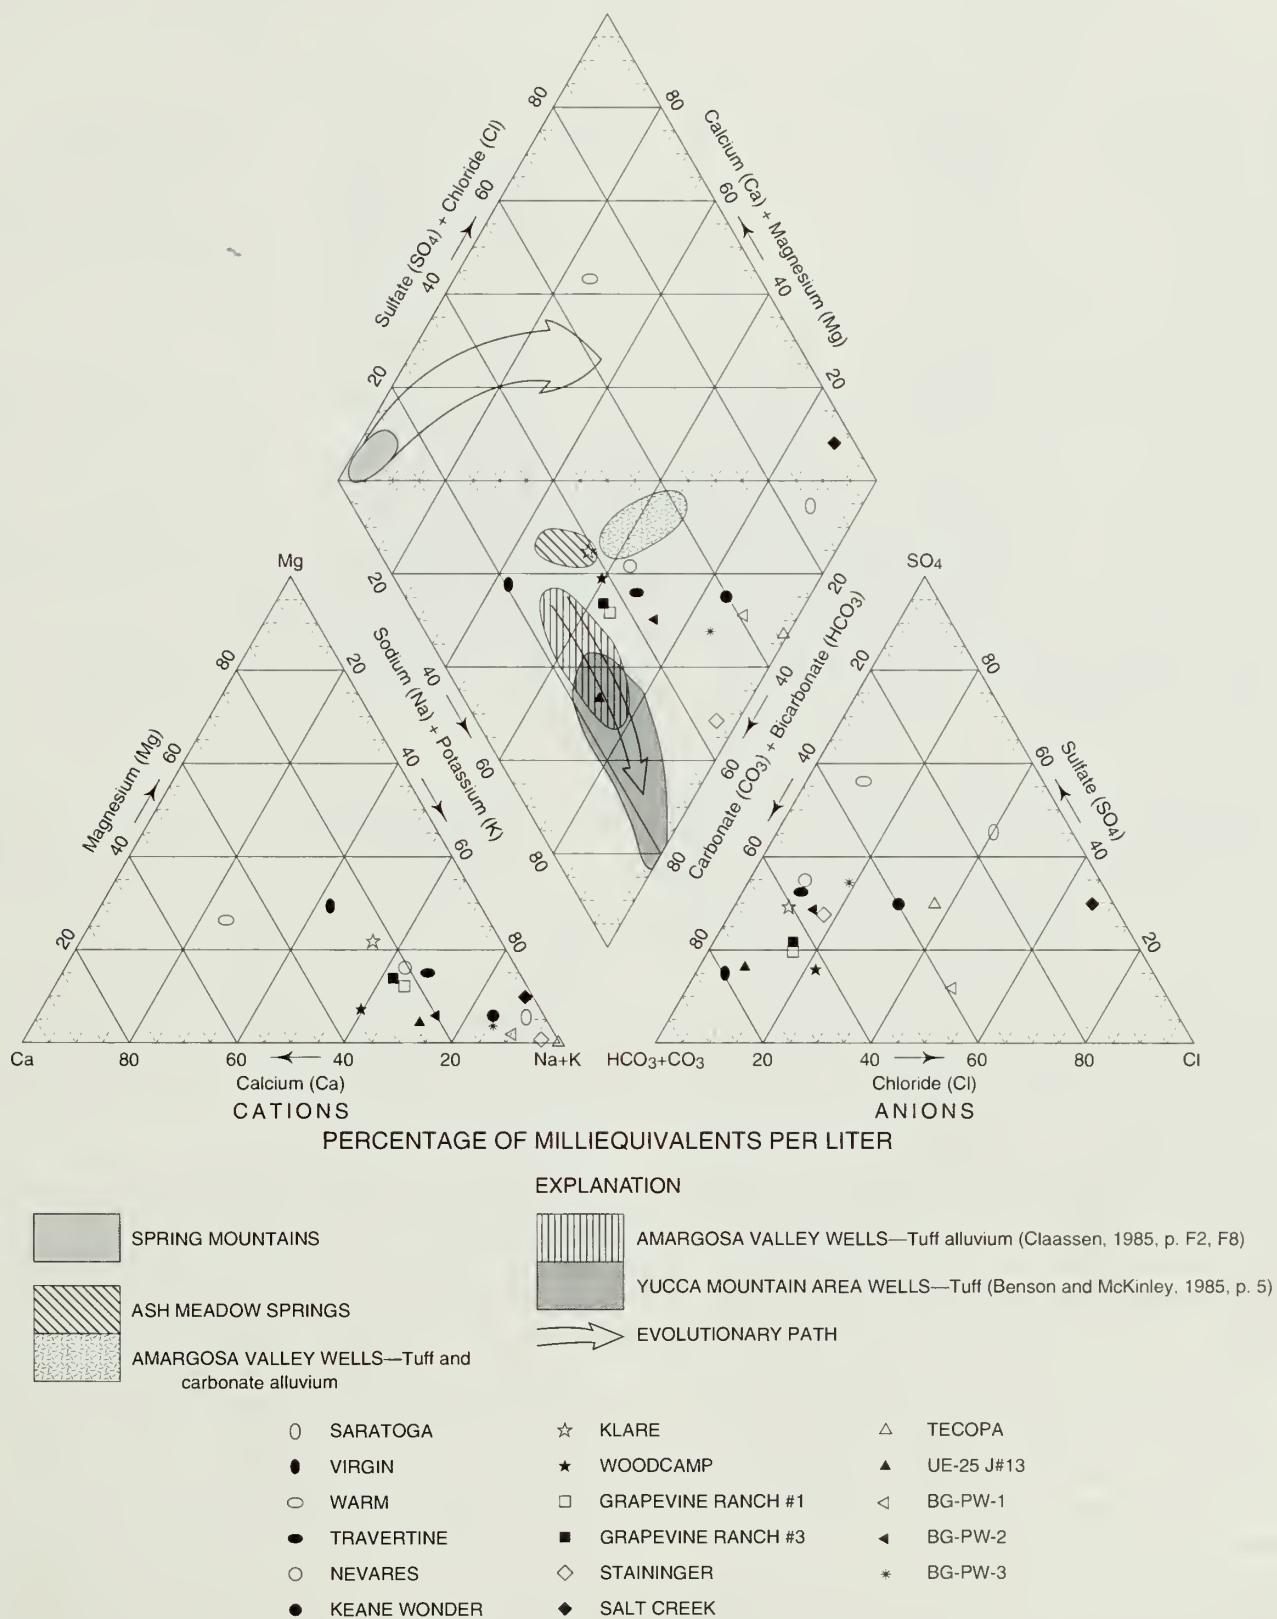 80
80
Sulfate (SO4) + Chloride (Cl)
Calcium (Ca) + Magnesium (Mg)
60
60
40
40
20
20
Mg
SO4
20
20
80
20
Sodium (Na) + Potassium (K)
Carbonate (CO3) + Bicarbonate (HCO3)
20
80
40
40
Magnesium (Mg)
60
40
60
60
40
60
Sulfate (SO4)
40
60
80
80
60
40
20
80
80
20
Ca
80
60
40
20
Na+K
HCO3+CO3
20
40
60
80
Cl
Calcium (Ca)
Chloride (Cl)
CATIONS
ANIONS
PERCENTAGE OF MILLIEQUIVALENTS PER LITER
EXPLANATION
SPRING MOUNTAINS
AMARGOSA VALLEY WELLS—Tuff alluvium (Claassen, 1985, p. F2, F8)
YUCCA MOUNTAIN AREA WELLS—Tuff (Benson and McKinley, 1985, p. 5)
ASH MEADOW SPRINGS
EVOLUTIONARY PATH
AMARGOSA VALLEY WELLS—Tuff and
carbonate alluvium
SARATOGA
KLARE
TECOPA
VIRGIN
WOODCAMP
UE-25 J#13
WARM
GRAPEVINE RANCH #1
BG-PW-1
TRAVERTINE
GRAPEVINE RANCH #3
BG-PW-2
NEVARES
STAININGER
BG-PW-3
KEANE WONDER
SALT CREEK